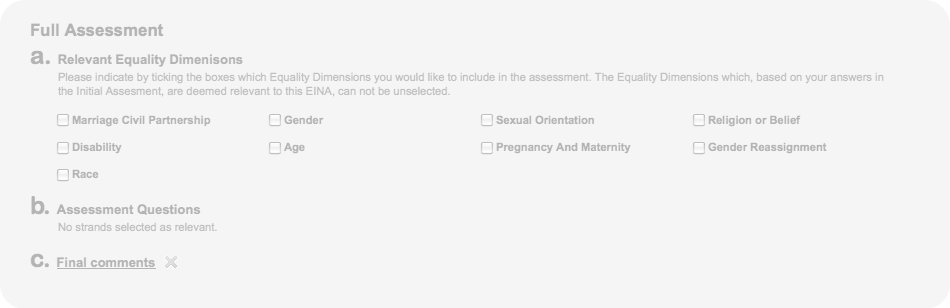 Full Assessment
a. Relevant Equality Dimenisons
Please indicate by ticking the boxes which Equality Dimensions you would like to include in the assessment. The Equality Dimensions which, based on your answers in
the Initial Assesment, are deemed relevant to this EINA, can not be unselected.
Marriage Civil Partnership Gender Sexual Orientation Religion or Belief
Disability Age Pregnancy And Maternity Gender Reassignment
Race
b. Assessment Questions
No strands selected as relevant.
c. Final comments